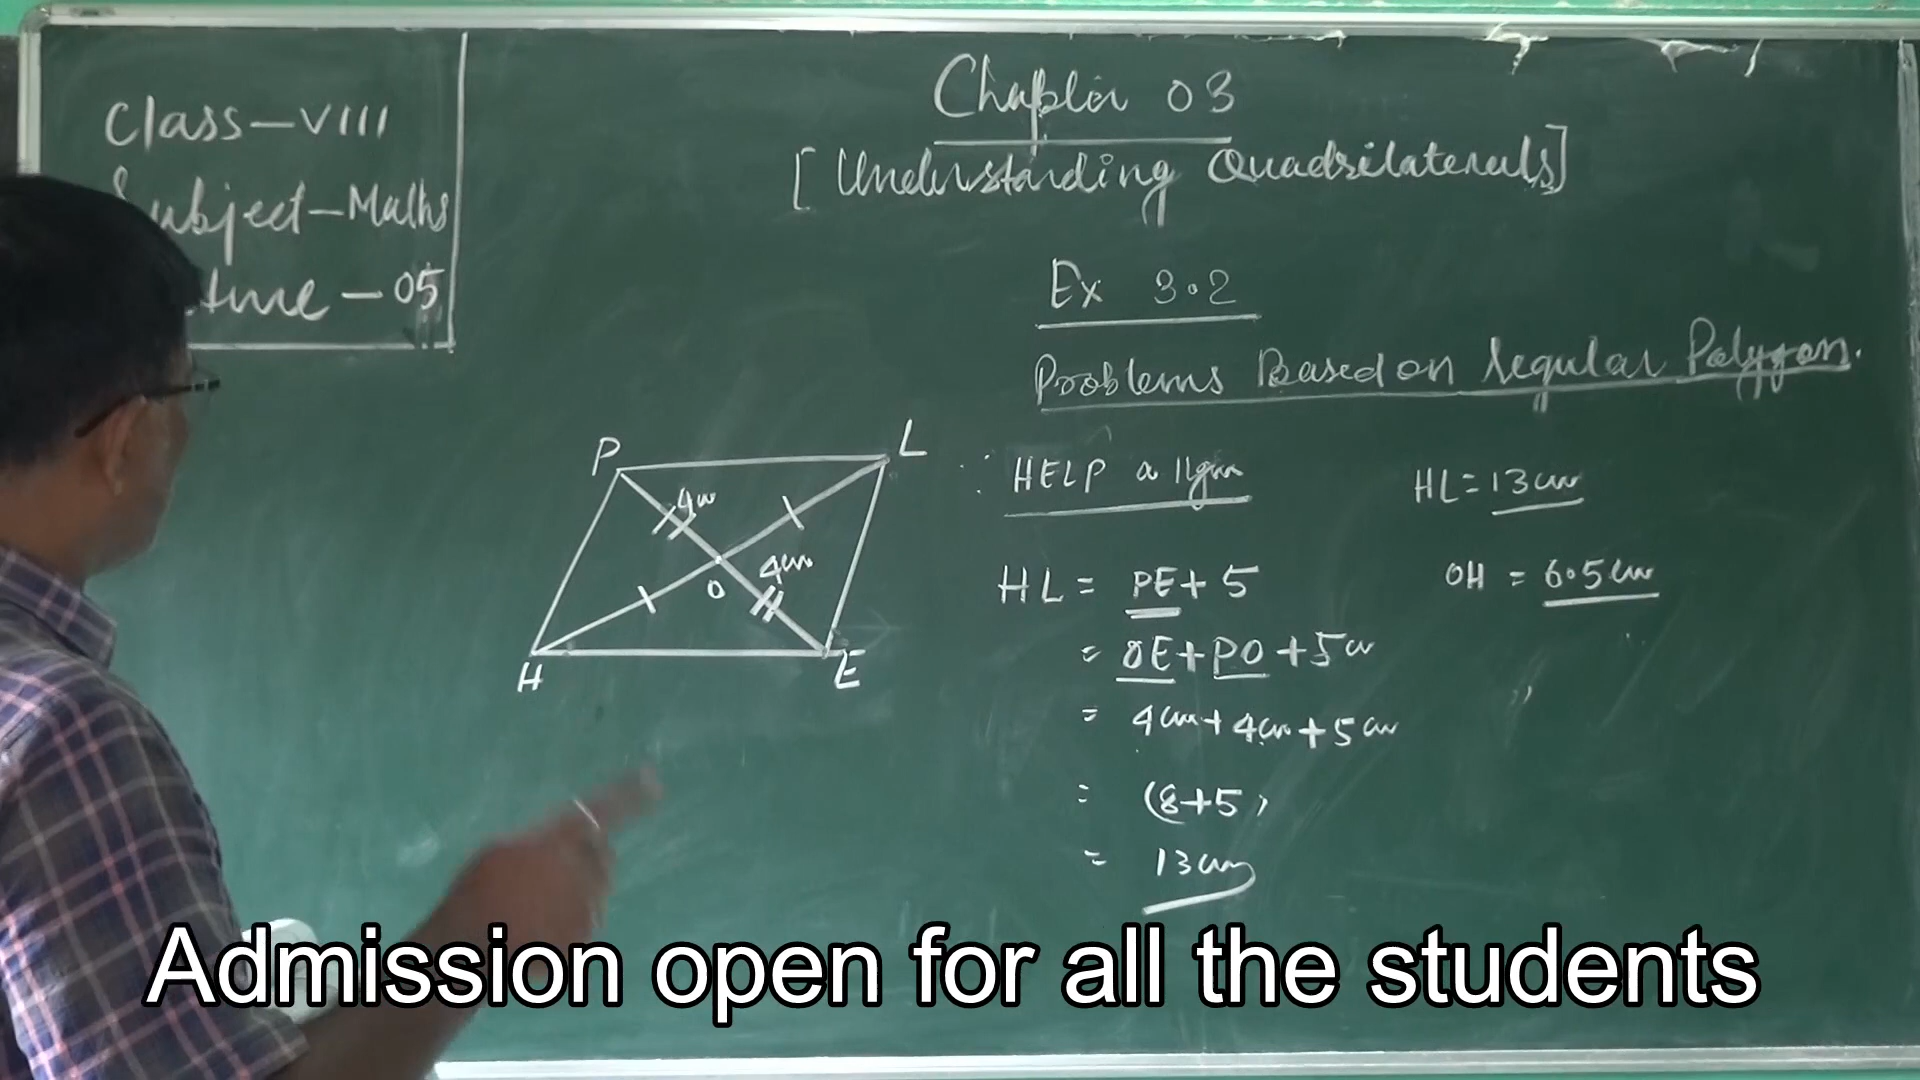 Class – VIII
Subject – Maths
– 05
Chapter 03
[ Understanding Quadrilaterals]
Ex 3.2
Problems Based on regular Polygon.
P
L
4cm
O
4cm
H
E
∵ HELP a ||gm
HL = PE + 5
= OE + PO + 5cm
= 4cm + 4cm + 5cm
= (8+5)
= 13cm
HL = 13cm
OH = 6.5cm
Admission open for all the students